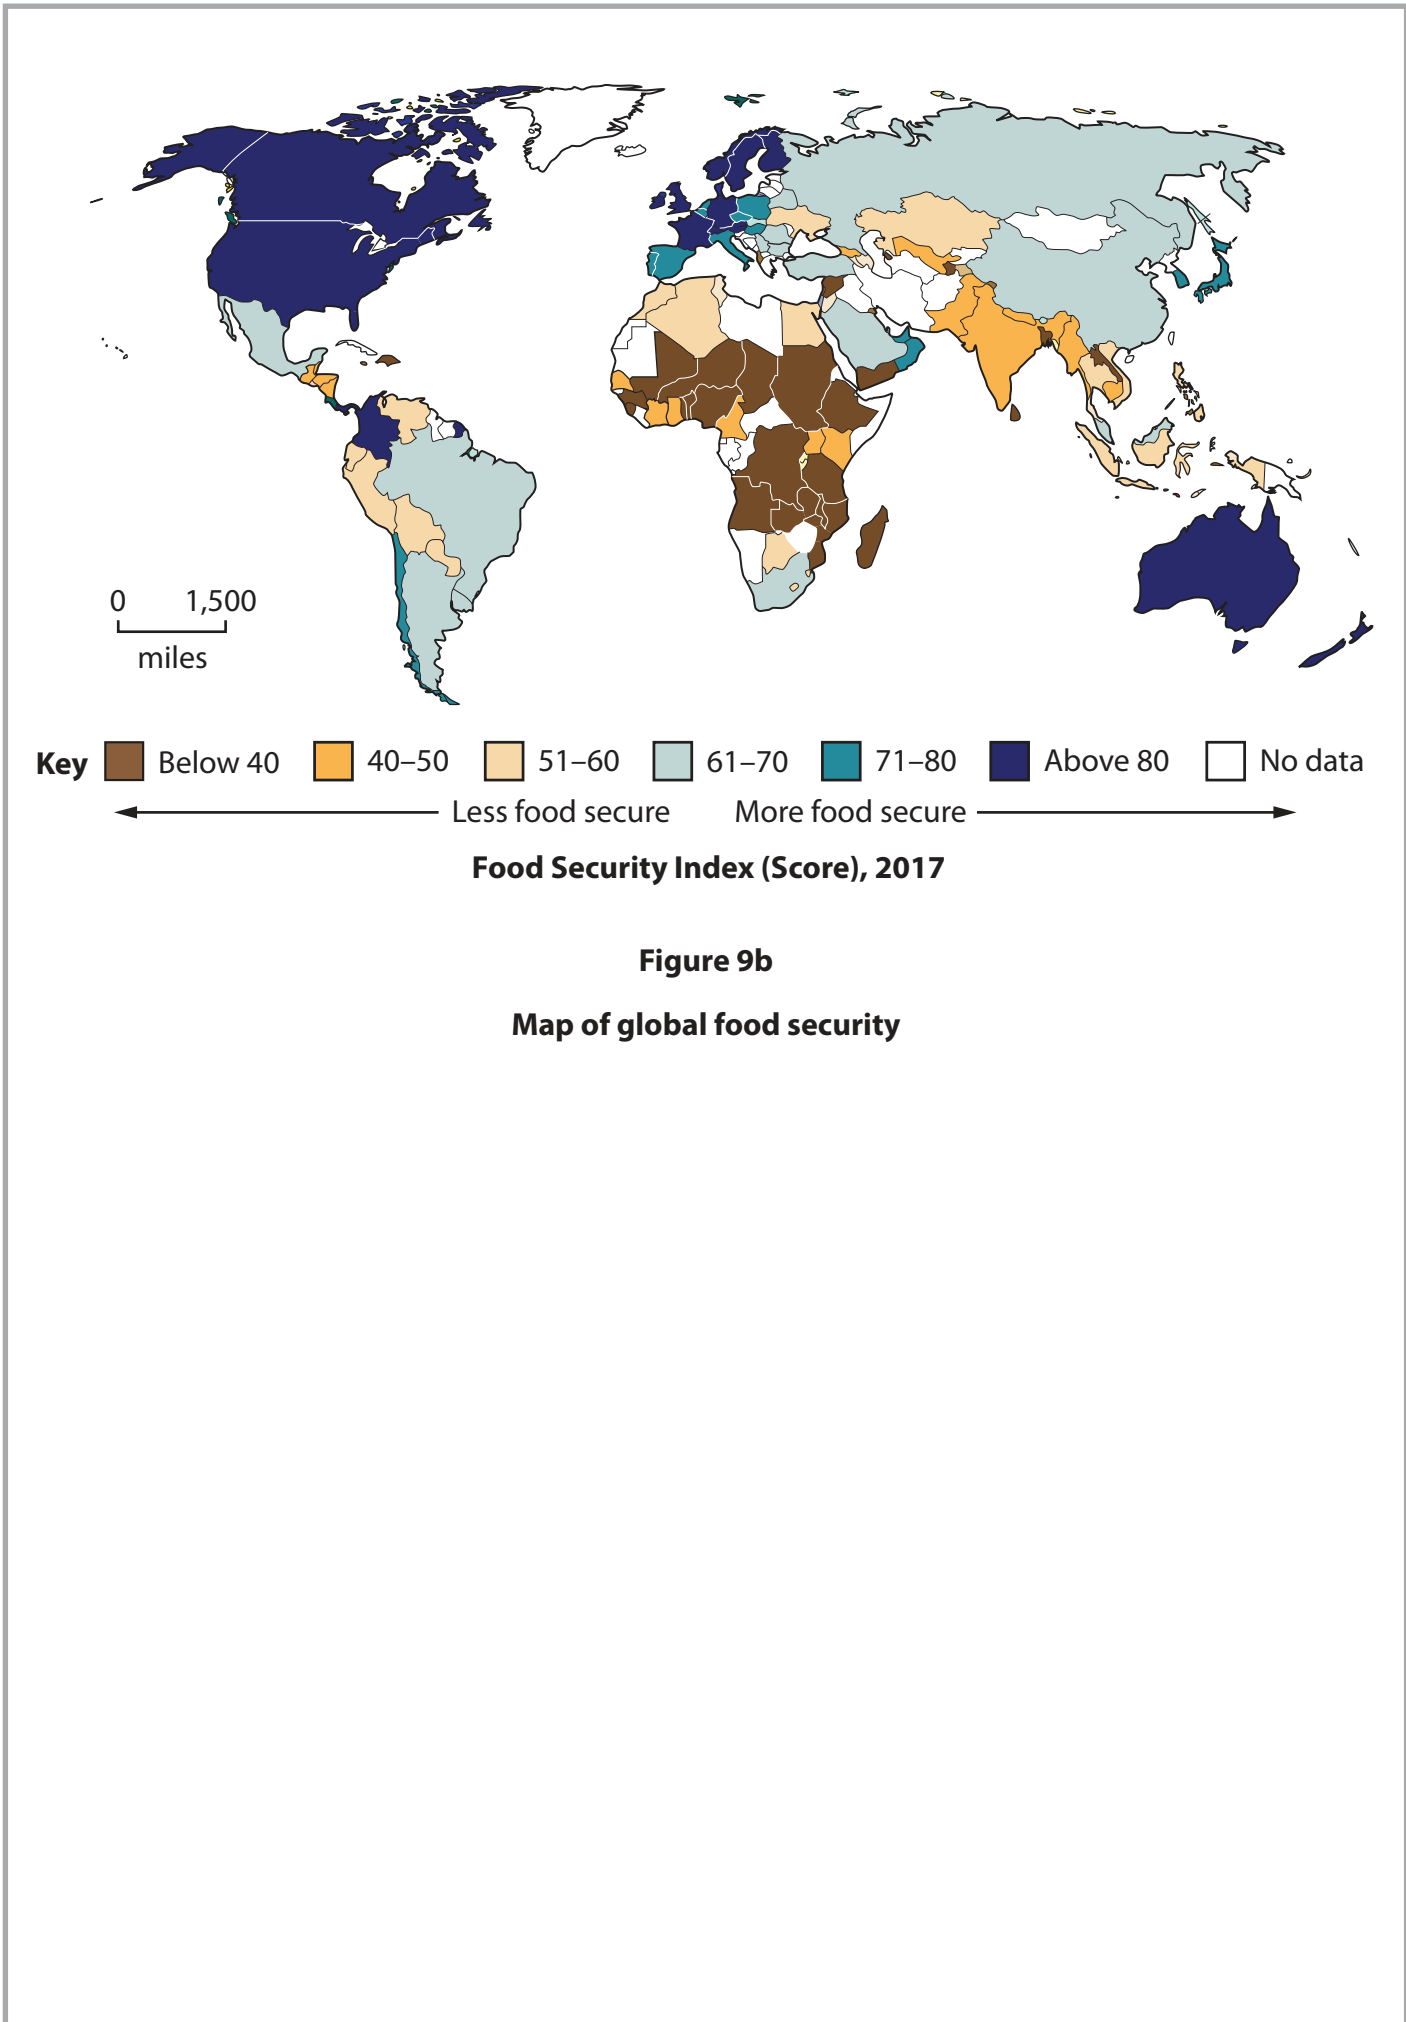 0 1,500
miles
Key Below 40 40–50 51–60 61–70 71–80 Above 80 No data
Less food secure More food secure
Food Security Index (Score), 2017
Figure 9b
Map of global food security